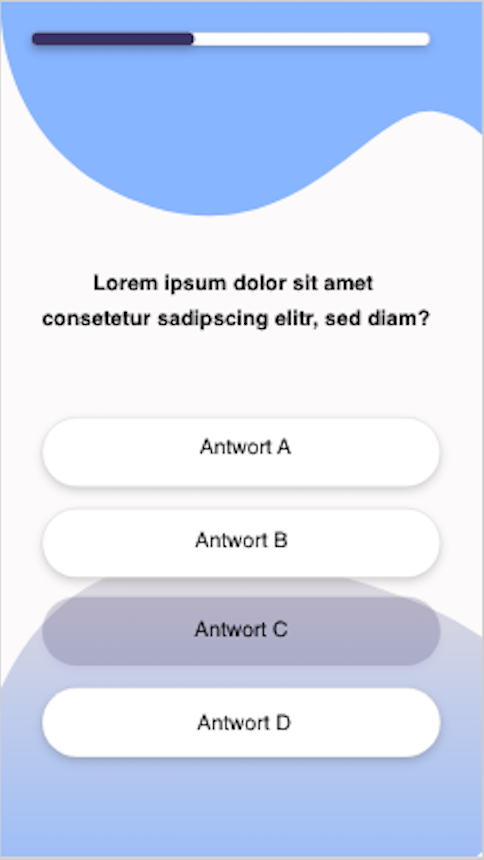 Lorem ipsum dolor sit amet
consetetur sadipscing elitr, sed diam?
Antwort A
Antwort B
Antwort C
Antwort D